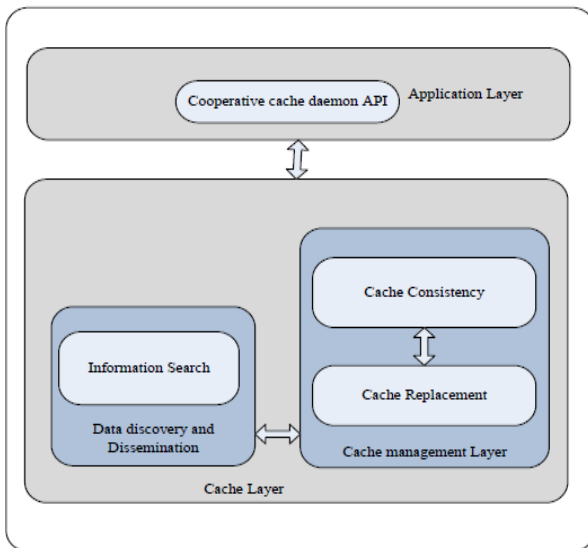 Cooperative cache daemon API
Application Layer
Cache Consistency
Information Search
Cache Replacement
Data discovery and
Dissemination
Cache management Layer
Cache Layer